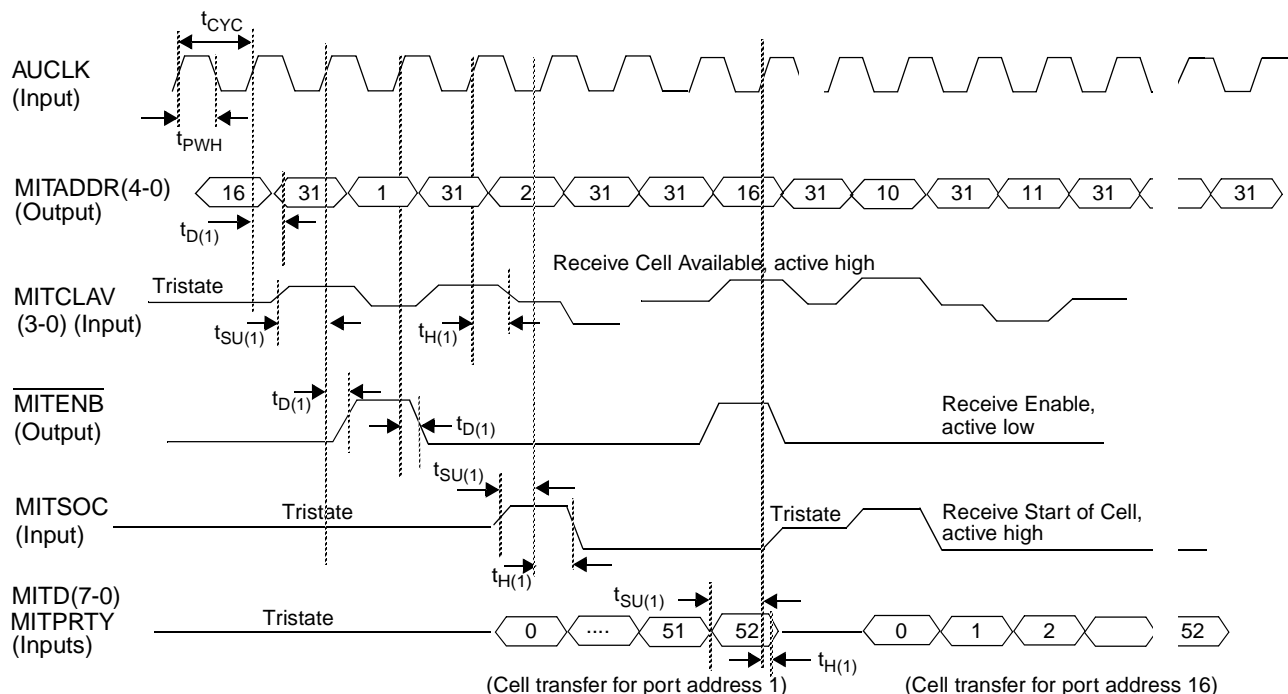 tCYC
AUCLK
(Input)
tPWH
MITADDR(4-0)
(Output)
16 31 1 31 2 31 31 16 31 10 31 11 31 31
tD(1)
Receive Cell Available, active high
Tristate
MITCLAV
(3-0) (Input)
tSU(1)
tH(1)
tD(1)
MITENB
(Output)
tD(1)
Receive Enable,
active low
tSU(1)
MITSOC
(Input)
Tristate
Tristate
Receive Start of Cell,
active high
tH(1)
MITD(7-0)
MITPRTY
(Inputs)
tSU(1)
Tristate
0 .... 51 52 0 1 2 52
tH(1)
(Cell transfer for port address 1) (Cell transfer for port address 16)